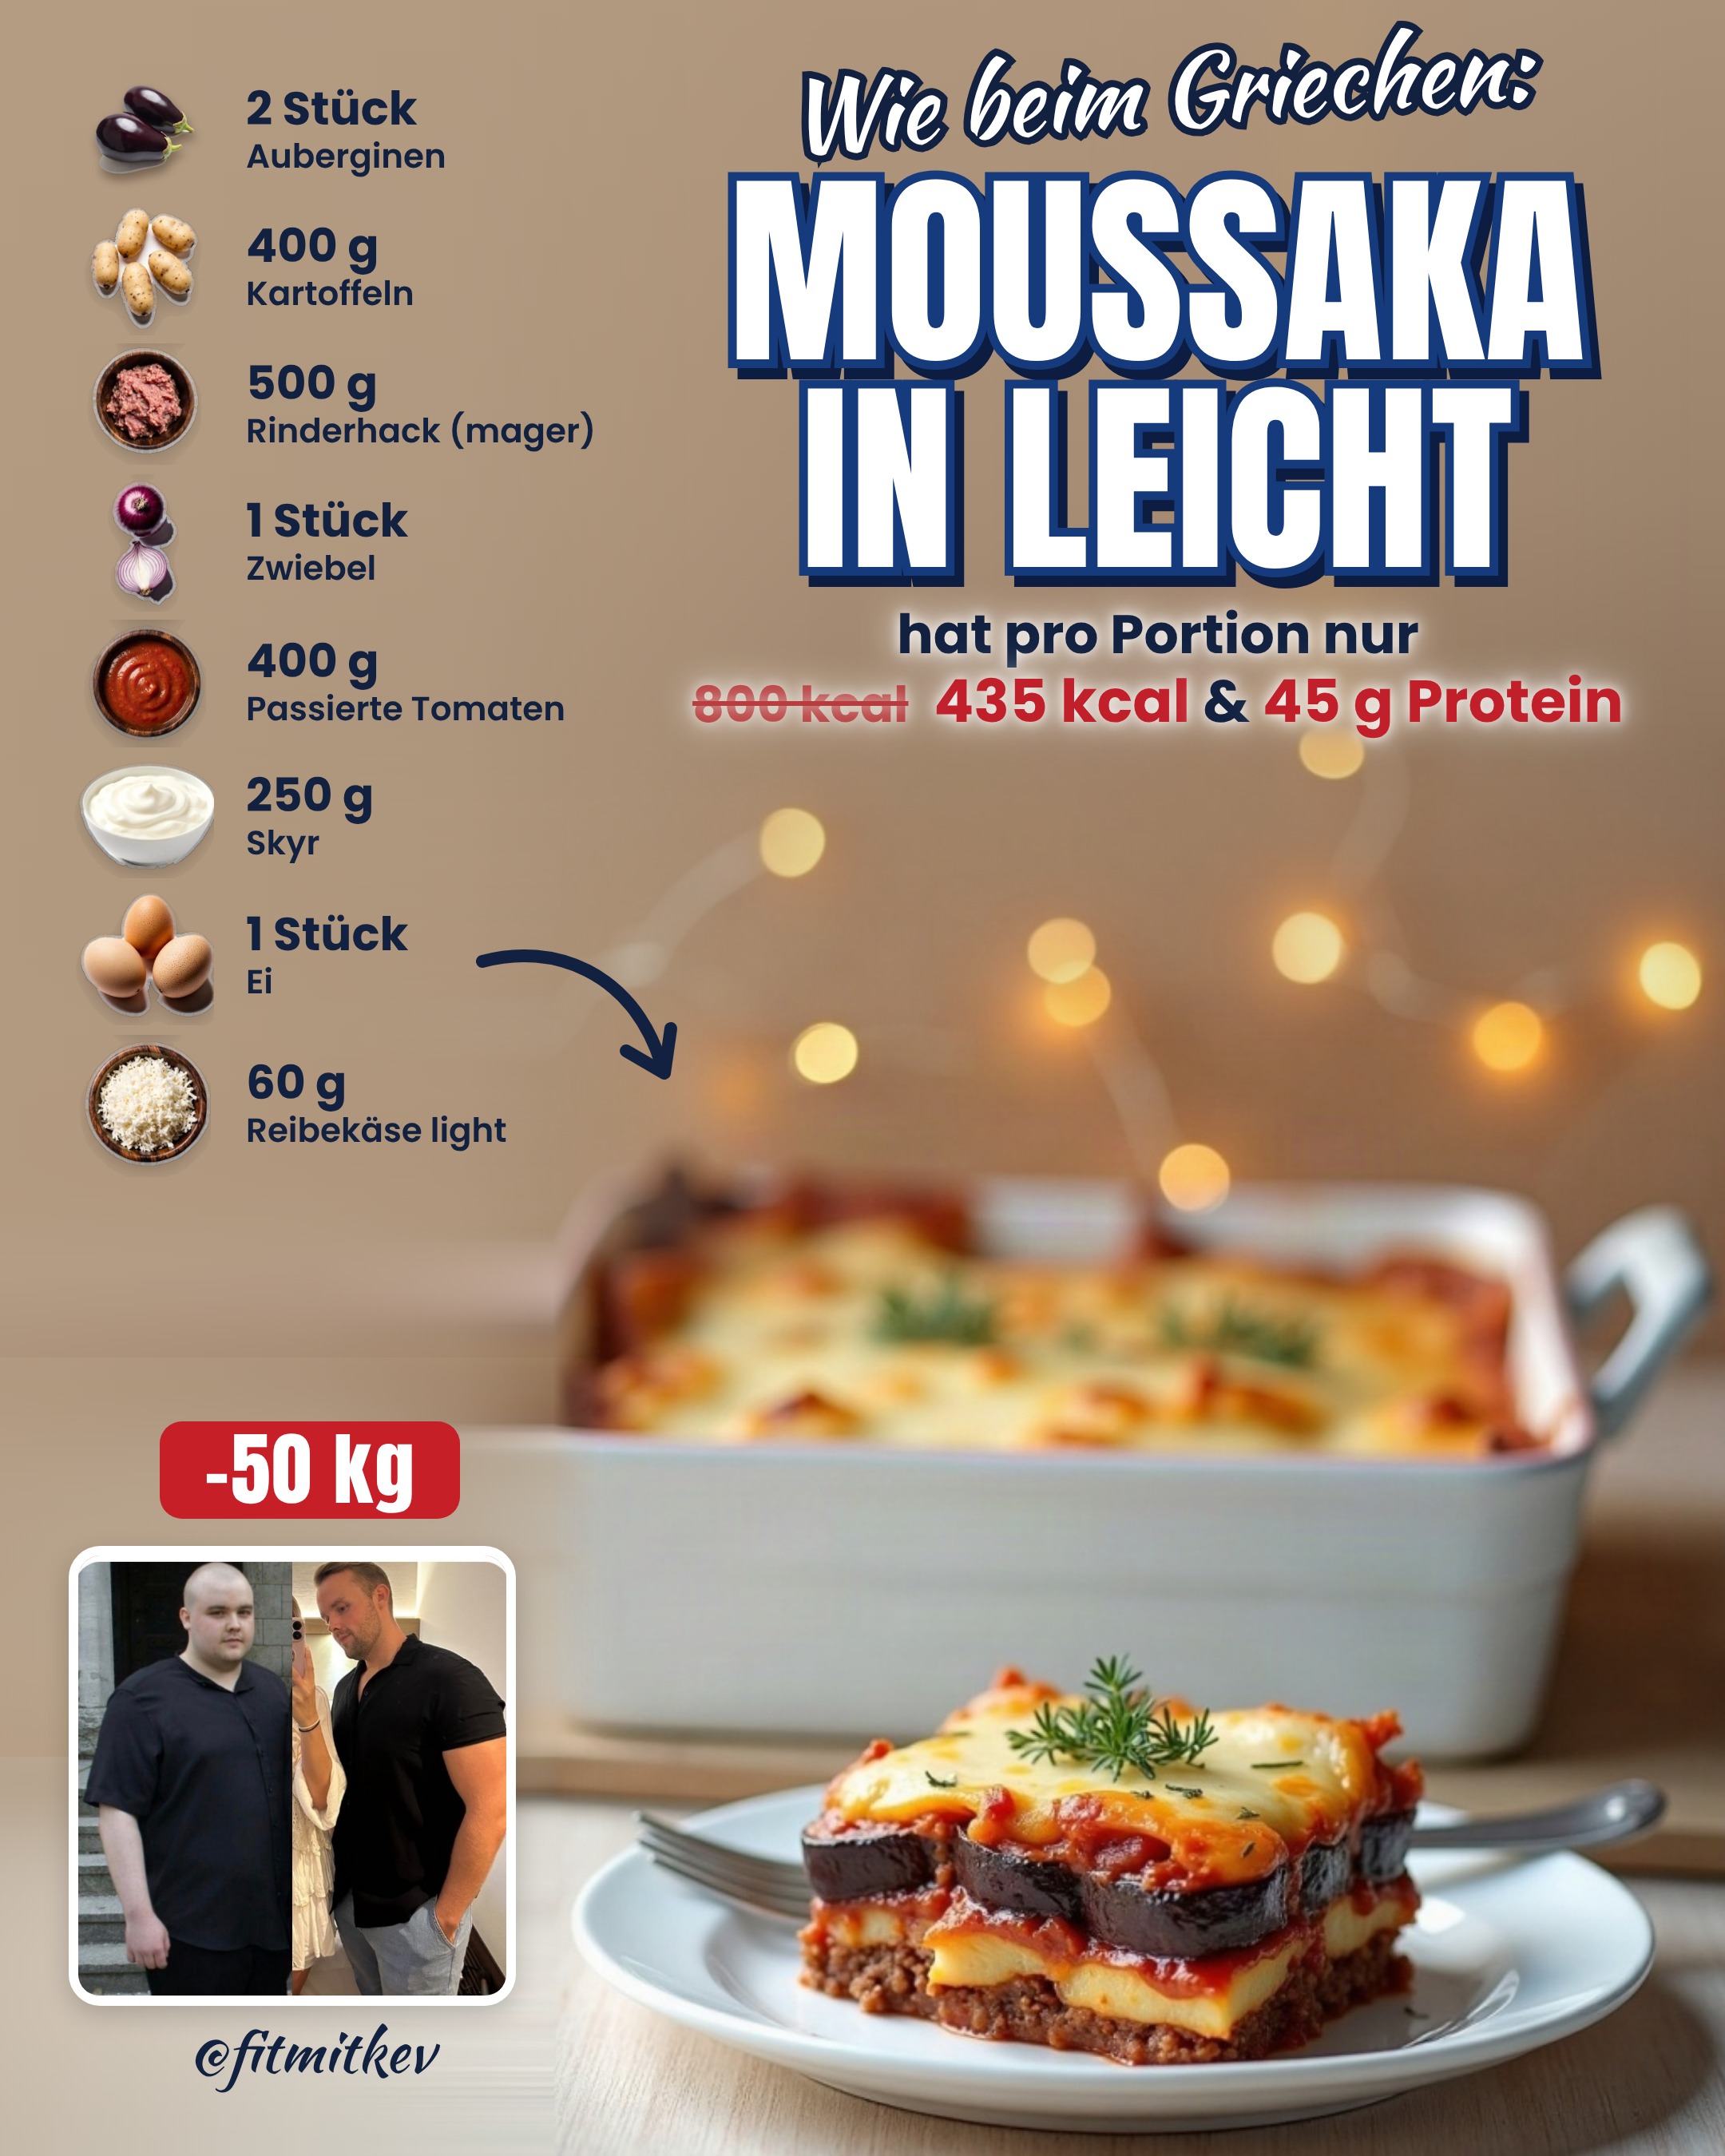 Wie beim Griechen:
MOUSSAKA
IN LEICHT
hat pro Portion nur
800 kcal 435 kcal & 45 g Protein
2 Stück
Auberginen
400 g
Kartoffeln
500 g
Rinderhack (mager)
1 Stück
Zwiebel
400 g
Passierte Tomaten
250 g
Skyr
1 Stück
Ei
60 g
Reibekäse light
-50 kg
@fitmitkev